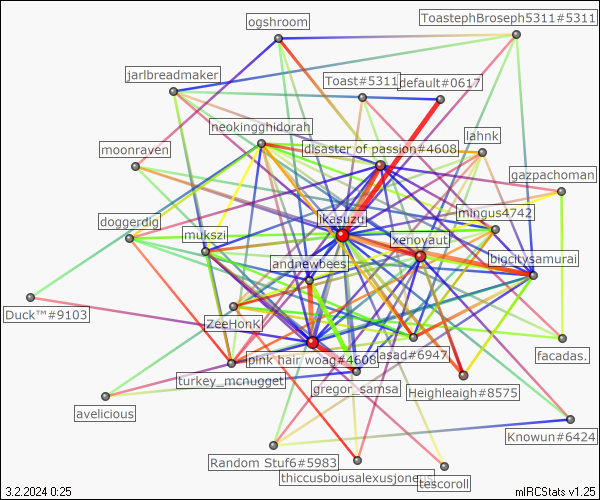 ogshroom
ToastephBroseph5311#5311
jarlbreadmaker
Toast#5311
default#0617
neokingghidorah
lahnk
moonraven
disaster of passion#4608
gazpachoman
doggerdig
ikasuzu
mingus4742
mukszi
xenoyaut
andnewbees
bigcitysamurai
Duck™#9103
ZeeHonK
pink hair woag#4608
asad#6947
facadas.
turkey_mcnugget
gregor_samsa
Heighleagh#8575
avelicious
Knowun#6424
Random Stuf6#5983
thiccusboiusalexusjones
tescoroll
3.2.2024 0:25
mIRCStats v1.25